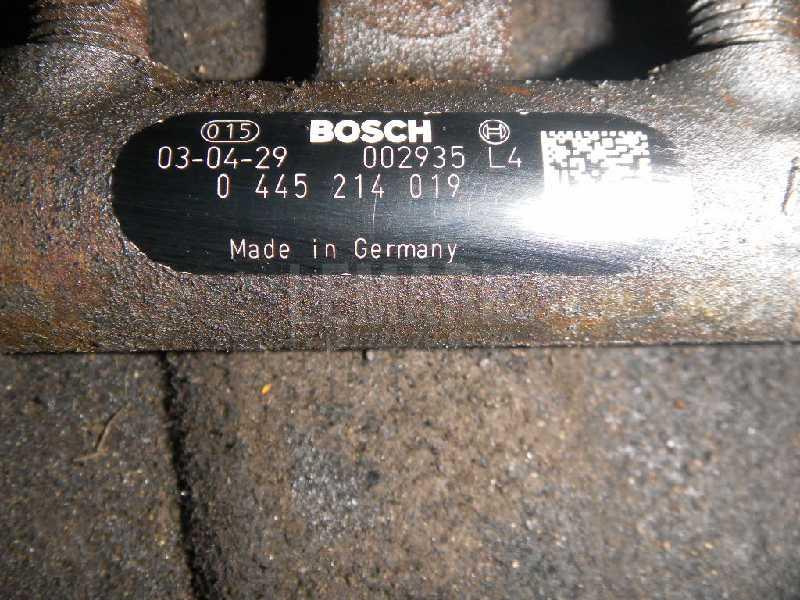 015 BOSCH
03-04-29 002935 L4
0 445 214 019
Made in Germany